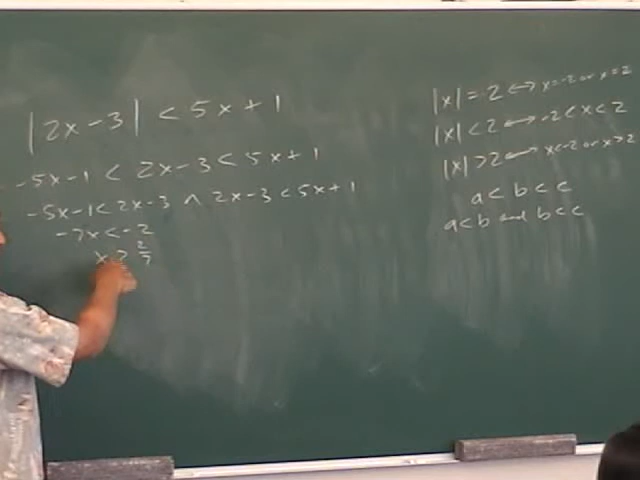 |2x-3| < 5x+1
-5x-1 < 2x-3 < 5x+1
-5x-1 < 2x-3 ∧ 2x-3 < 5x+1
-7x < -2
x > 2/7
|x| = 2 ↔ x=-2 or x=2
|x| < 2 ↔ -2 < x < 2
|x| > 2 ↔ x<-2 or x>2
a < b < c
a < b and b < c